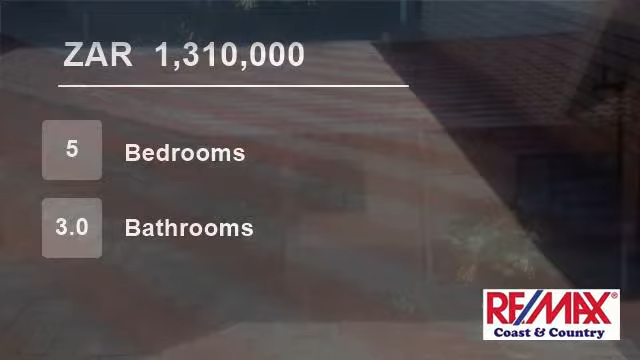 ZAR 1,310,000
5 Bedrooms
3.0 Bathrooms
RE/MAX®
Coast & Country